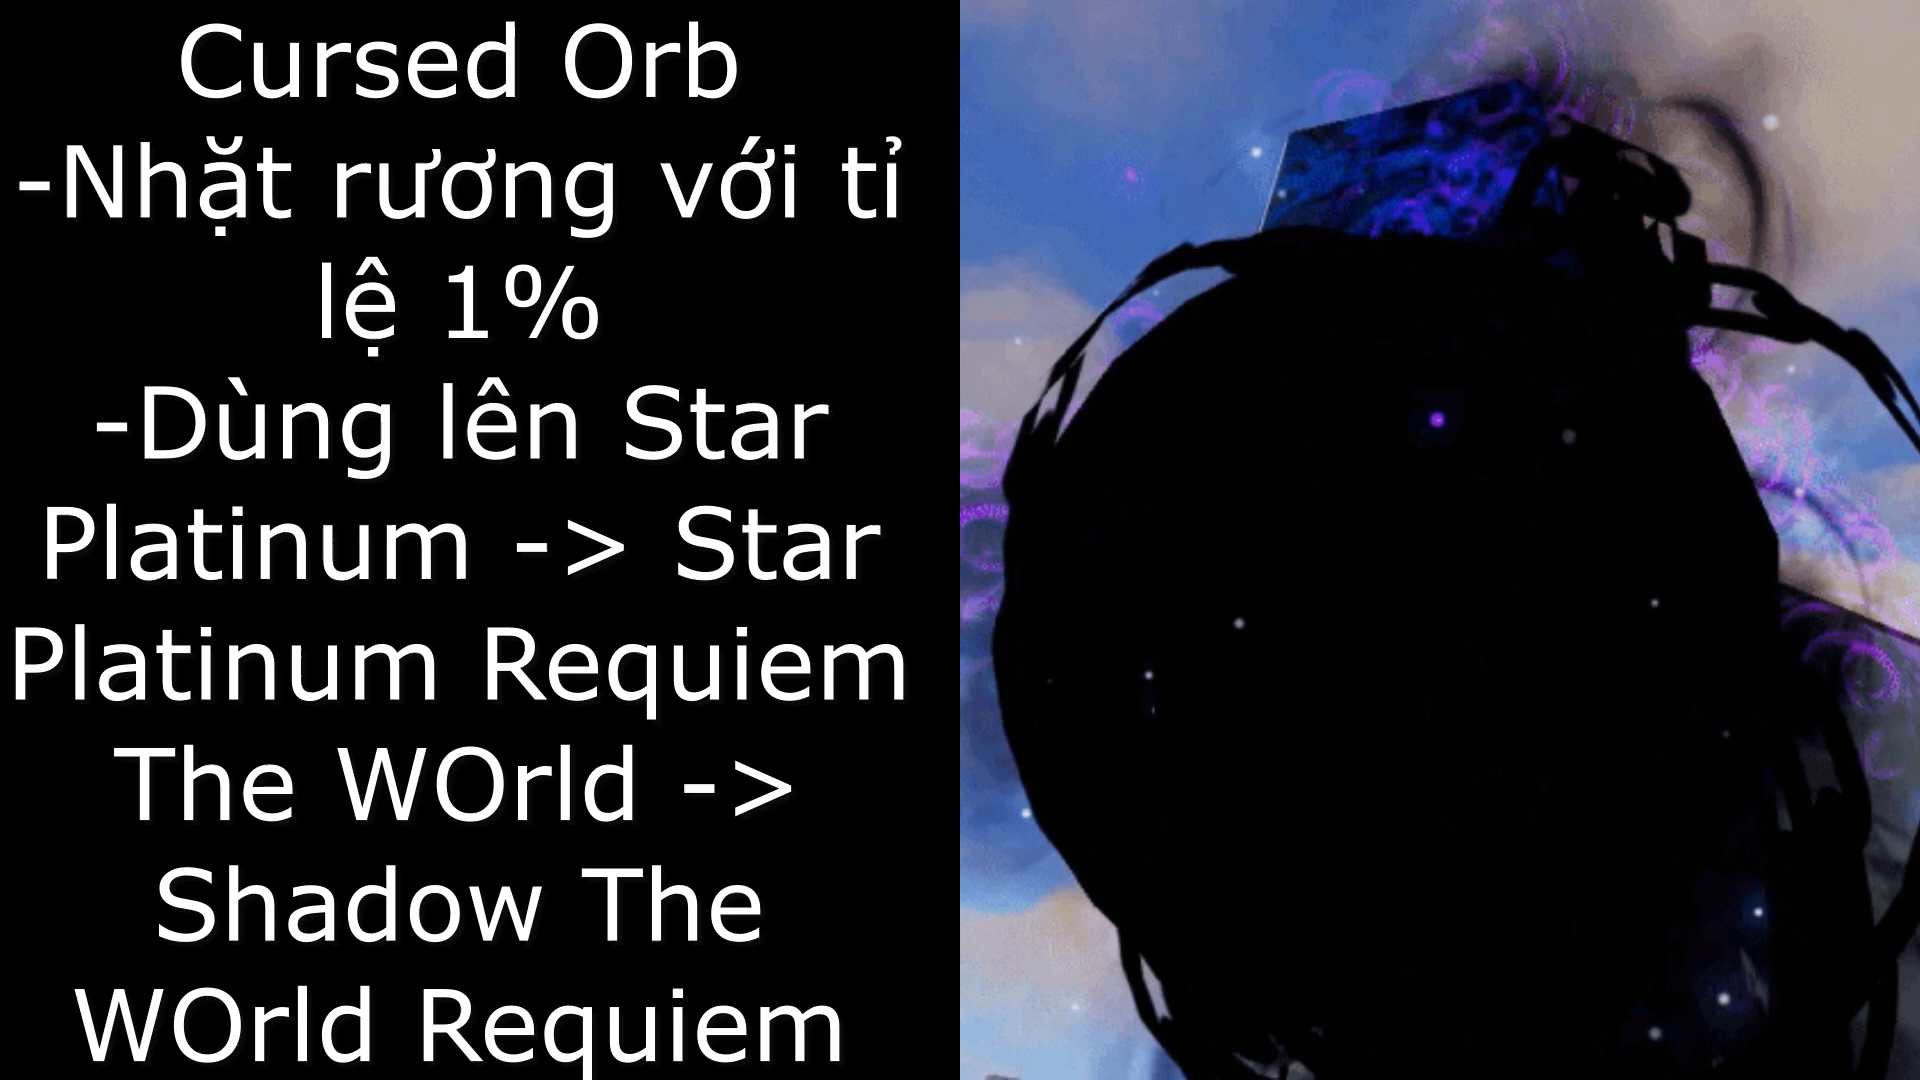 Cursed Orb
-Nhặt rương với tỉ
lệ 1%
-Dùng lên Star
Platinum -> Star
Platinum Requiem
The WOrld ->
Shadow The
WOrld Requiem